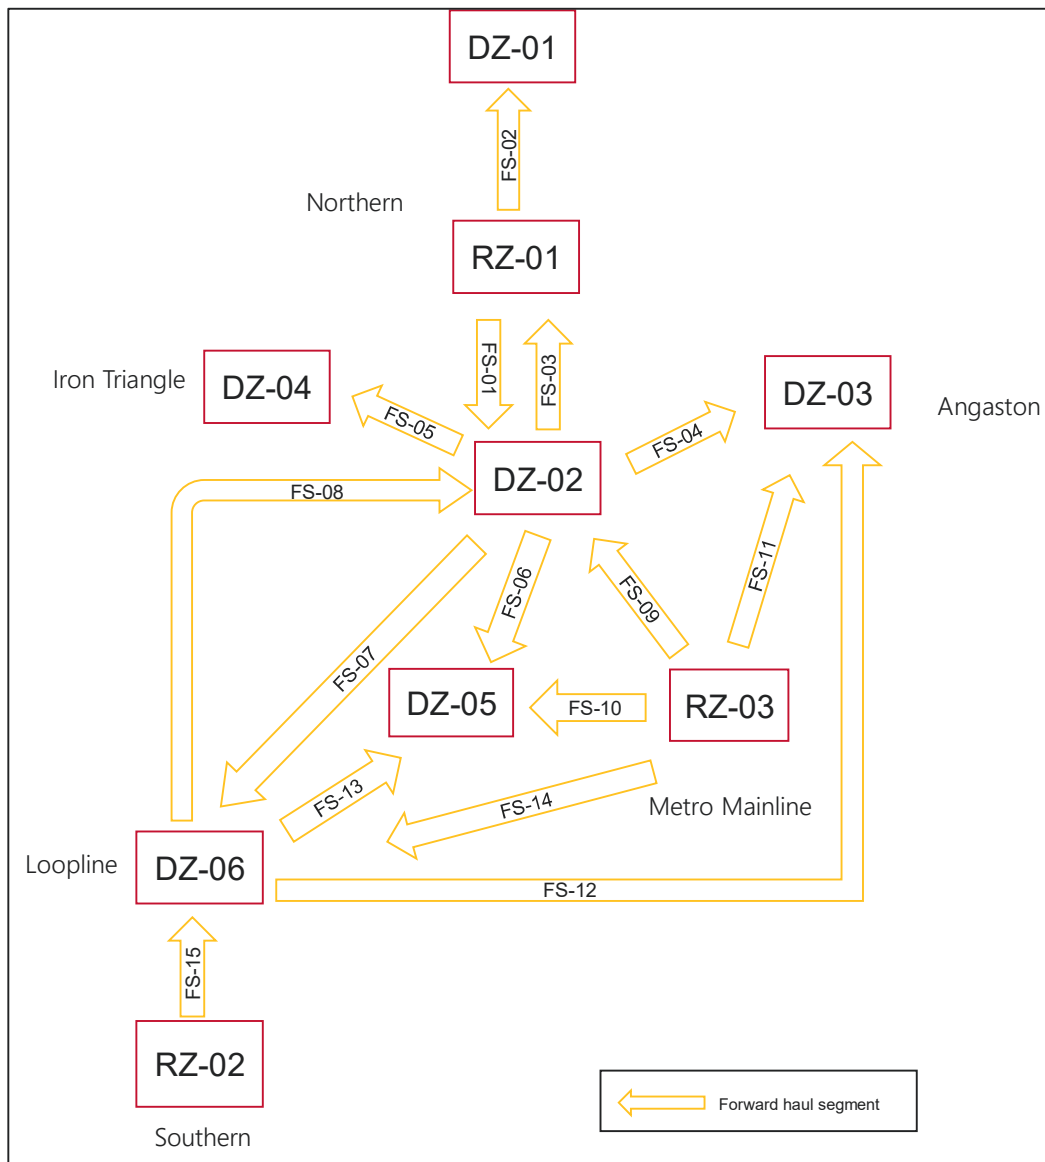 DZ-01
FS-02
Northern
RZ-01
FS-01
FS-03
Iron Triangle
DZ-04
DZ-03
Angaston
FS-05
FS-04
DZ-02
FS-08
FS-06
FS-09
FS-11
FS-07
DZ-05
FS-10
RZ-03
FS-13
FS-14
Metro Mainline
Loopline
DZ-06
FS-12
FS-15
RZ-02
Forward haul segment
Southern